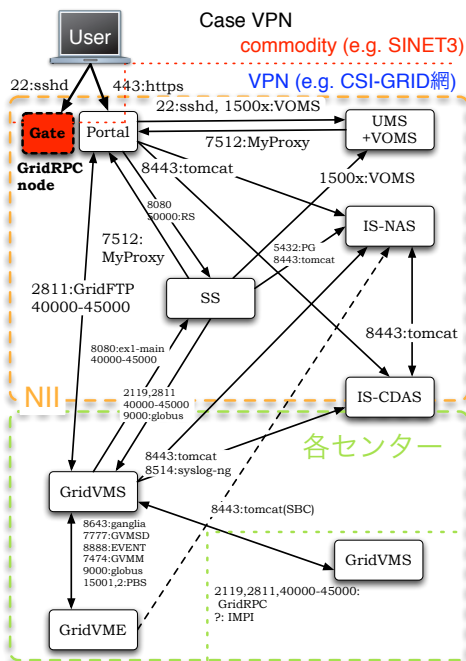 Case VPN
User
commodity (e.g. SINET3)
VPN (e.g. CSI-GRID網)
22:sshd
443:https
Gate
GridRPC
node
Portal
22:sshd, 1500x:VOMS
7512:MyProxy
UMS
+VOMS
8443:tomcat
1500x:VOMS
8080
50000:RS
7512:
MyProxy
IS-NAS
5432:PG
8443:tomcat
2811:GridFTP
40000-45000
SS
8443:tomcat
8080:ex1-main
40000-45000
2119,2811
40000-45000
9000:globus
NII
IS-CDAS
各センター
8443:tomcat
8514:syslog-ng
GridVMS
8443:tomcat(SBC)
8643:ganglia
7777:GVMSD
8888:EVENT
7474:GVMM
9000:globus
15001,2:PBS
GridVMS
2119,2811,40000-45000:
GridRPC
?: IMPI
GridVME